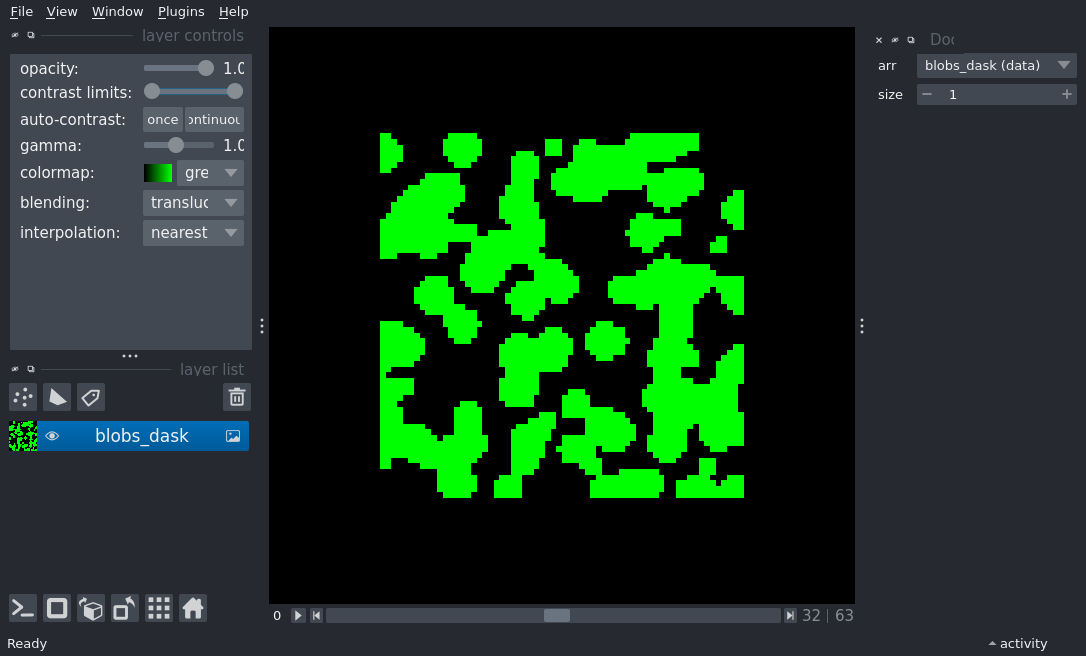 File View Window Plugins Help
layer controls
opacity: 1.0
contrast limits:
auto-contrast: once ontinuou
gamma: 1.0
colormap: gre
blending: transluc
interpolation: nearest
layer list
blobs_dask
0 32 | 63
Ready
Doc
arr blobs_dask (data)
size 1
activity